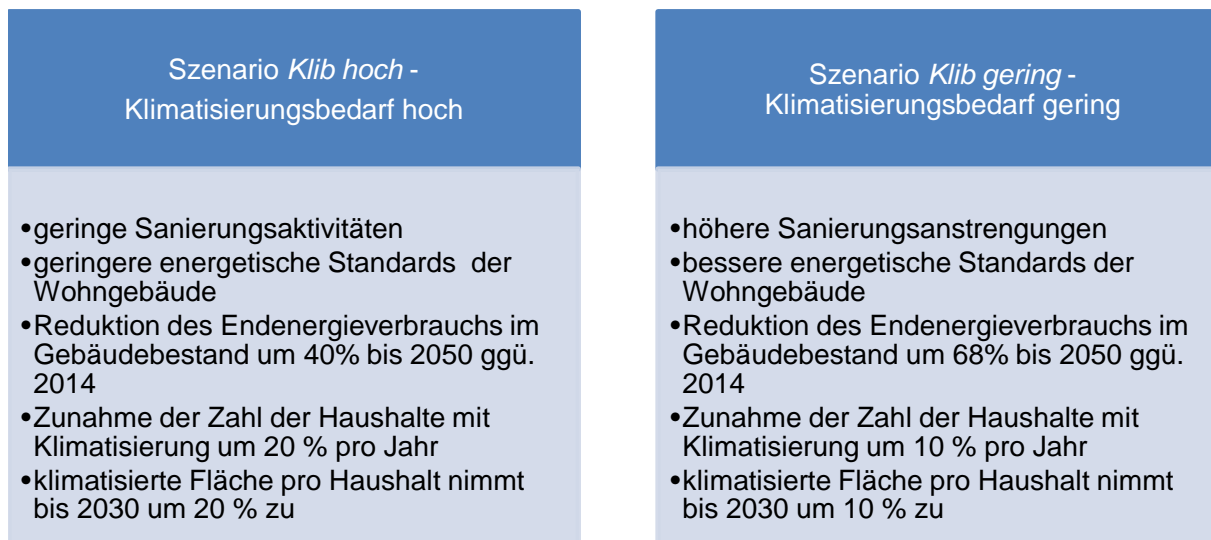 Szenario Klib hoch -
Klimatisierungsbedarf hoch
•geringe Sanierungsaktivitäten
•geringere energetische Standards der
Wohngebäude
•Reduktion des Endenergieverbrauchs im
Gebäudebestand um 40% bis 2050 ggü.
2014
•Zunahme der Zahl der Haushalte mit
Klimatisierung um 20 % pro Jahr
•klimatisierte Fläche pro Haushalt nimmt
bis 2030 um 20 % zu
Szenario Klib gering -
Klimatisierungsbedarf gering
•höhere Sanierungsanstrengungen
•bessere energetische Standards der
Wohngebäude
•Reduktion des Endenergieverbrauchs im
Gebäudebestand um 68% bis 2050 ggü.
2014
•Zunahme der Zahl der Haushalte mit
Klimatisierung um 10 % pro Jahr
•klimatisierte Fläche pro Haushalt nimmt
bis 2030 um 10 % zu